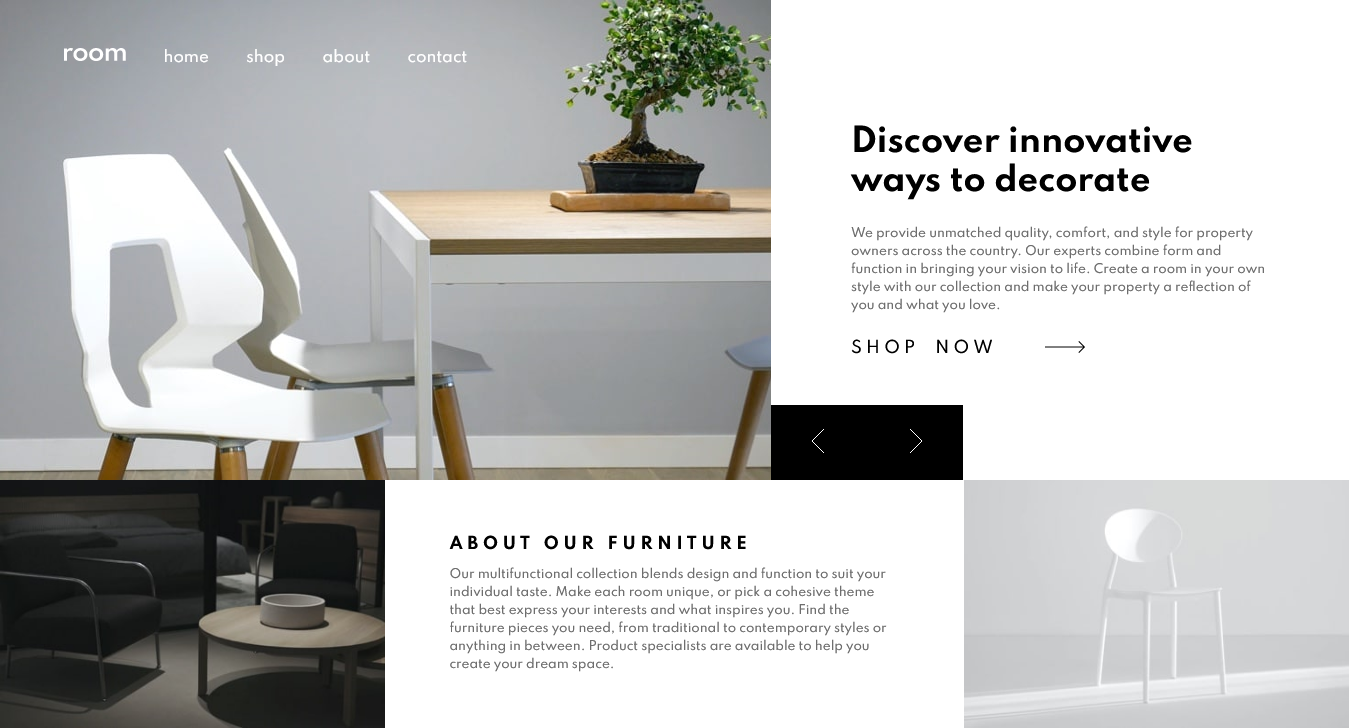 room home shop about contact
Discover innovative
ways to decorate
We provide unmatched quality, comfort, and style for property
owners across the country. Our experts combine form and
function in bringing your vision to life. Create a room in your own
style with our collection and make your property a reflection of
you and what you love.
SHOP NOW
ABOUT OUR FURNITURE
Our multifunctional collection blends design and function to suit your
individual taste. Make each room unique, or pick a cohesive theme
that best express your interests and what inspires you. Find the
furniture pieces you need, from traditional to contemporary styles or
anything in between. Product specialists are available to help you
create your dream space.